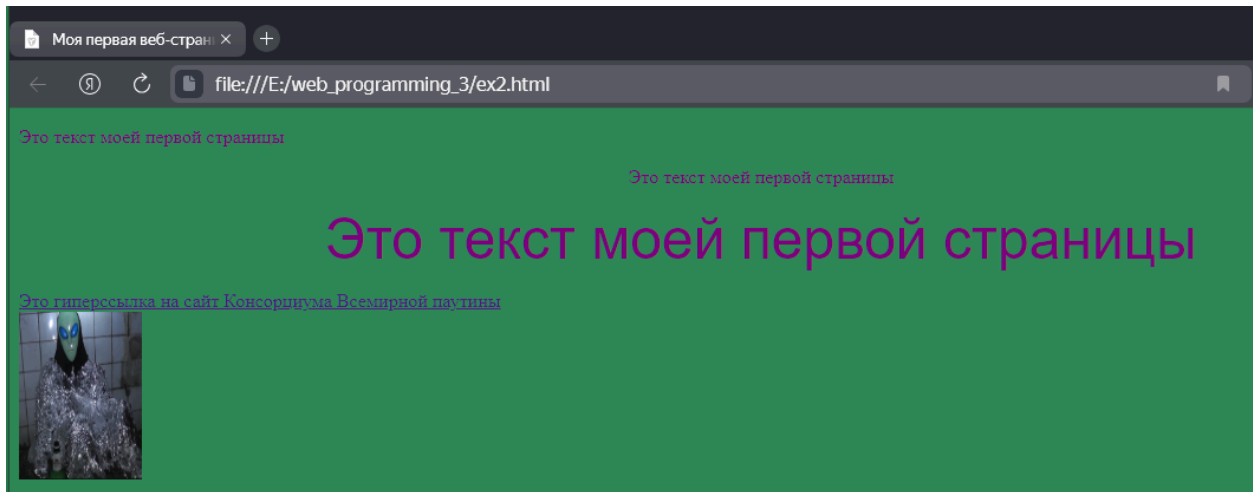 Моя первая веб-стран
file:///E:/web_programming_3/ex2.html
Это текст моей первой страницы
Это текст моей первой страницы
Это текст моей первой страницы
Это гиперссылка на сайт Консорциума Всемирной паутины